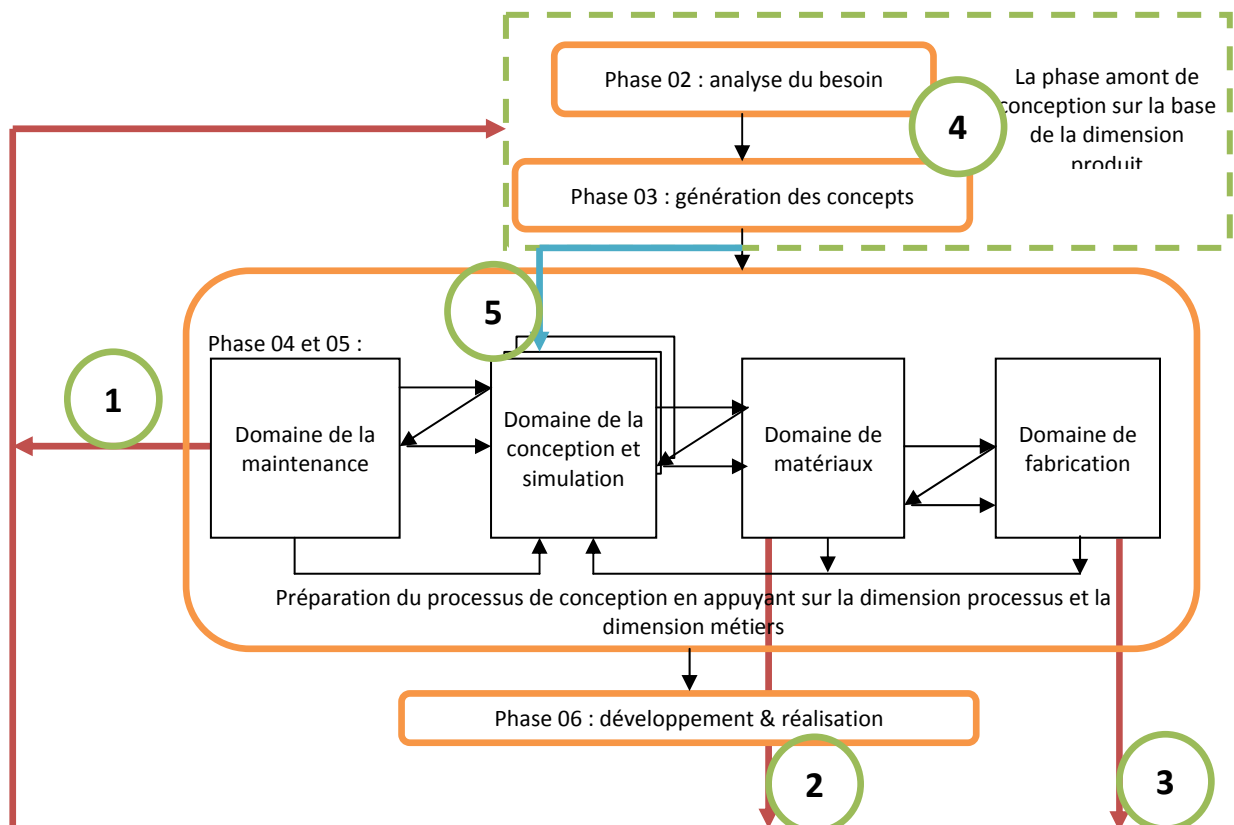 Phase 02 : analyse du besoin
La phase amont de
conception sur la base
de la dimension
produit
4
Phase 03 : génération des concepts
5
Phase 04 et 05 :
1
Domaine de la
maintenance
Domaine de la
conception et
simulation
Domaine de
matériaux
Domaine de
fabrication
Préparation du processus de conception en appuyant sur la dimension processus et la
dimension métiers
Phase 06 : développement & réalisation
2
3